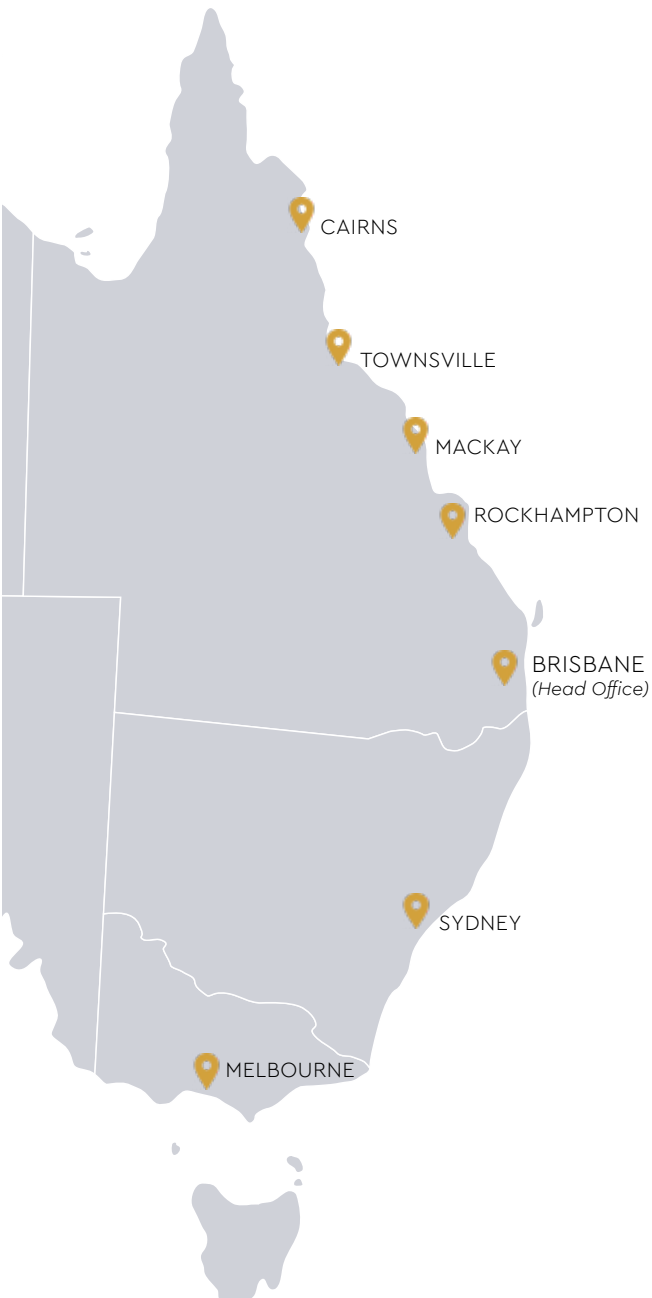 CAIRNS
TOWNSVILLE
MACKAY
ROCKHAMPTON
BRISBANE
(Head Office)
SYDNEY
MELBOURNE